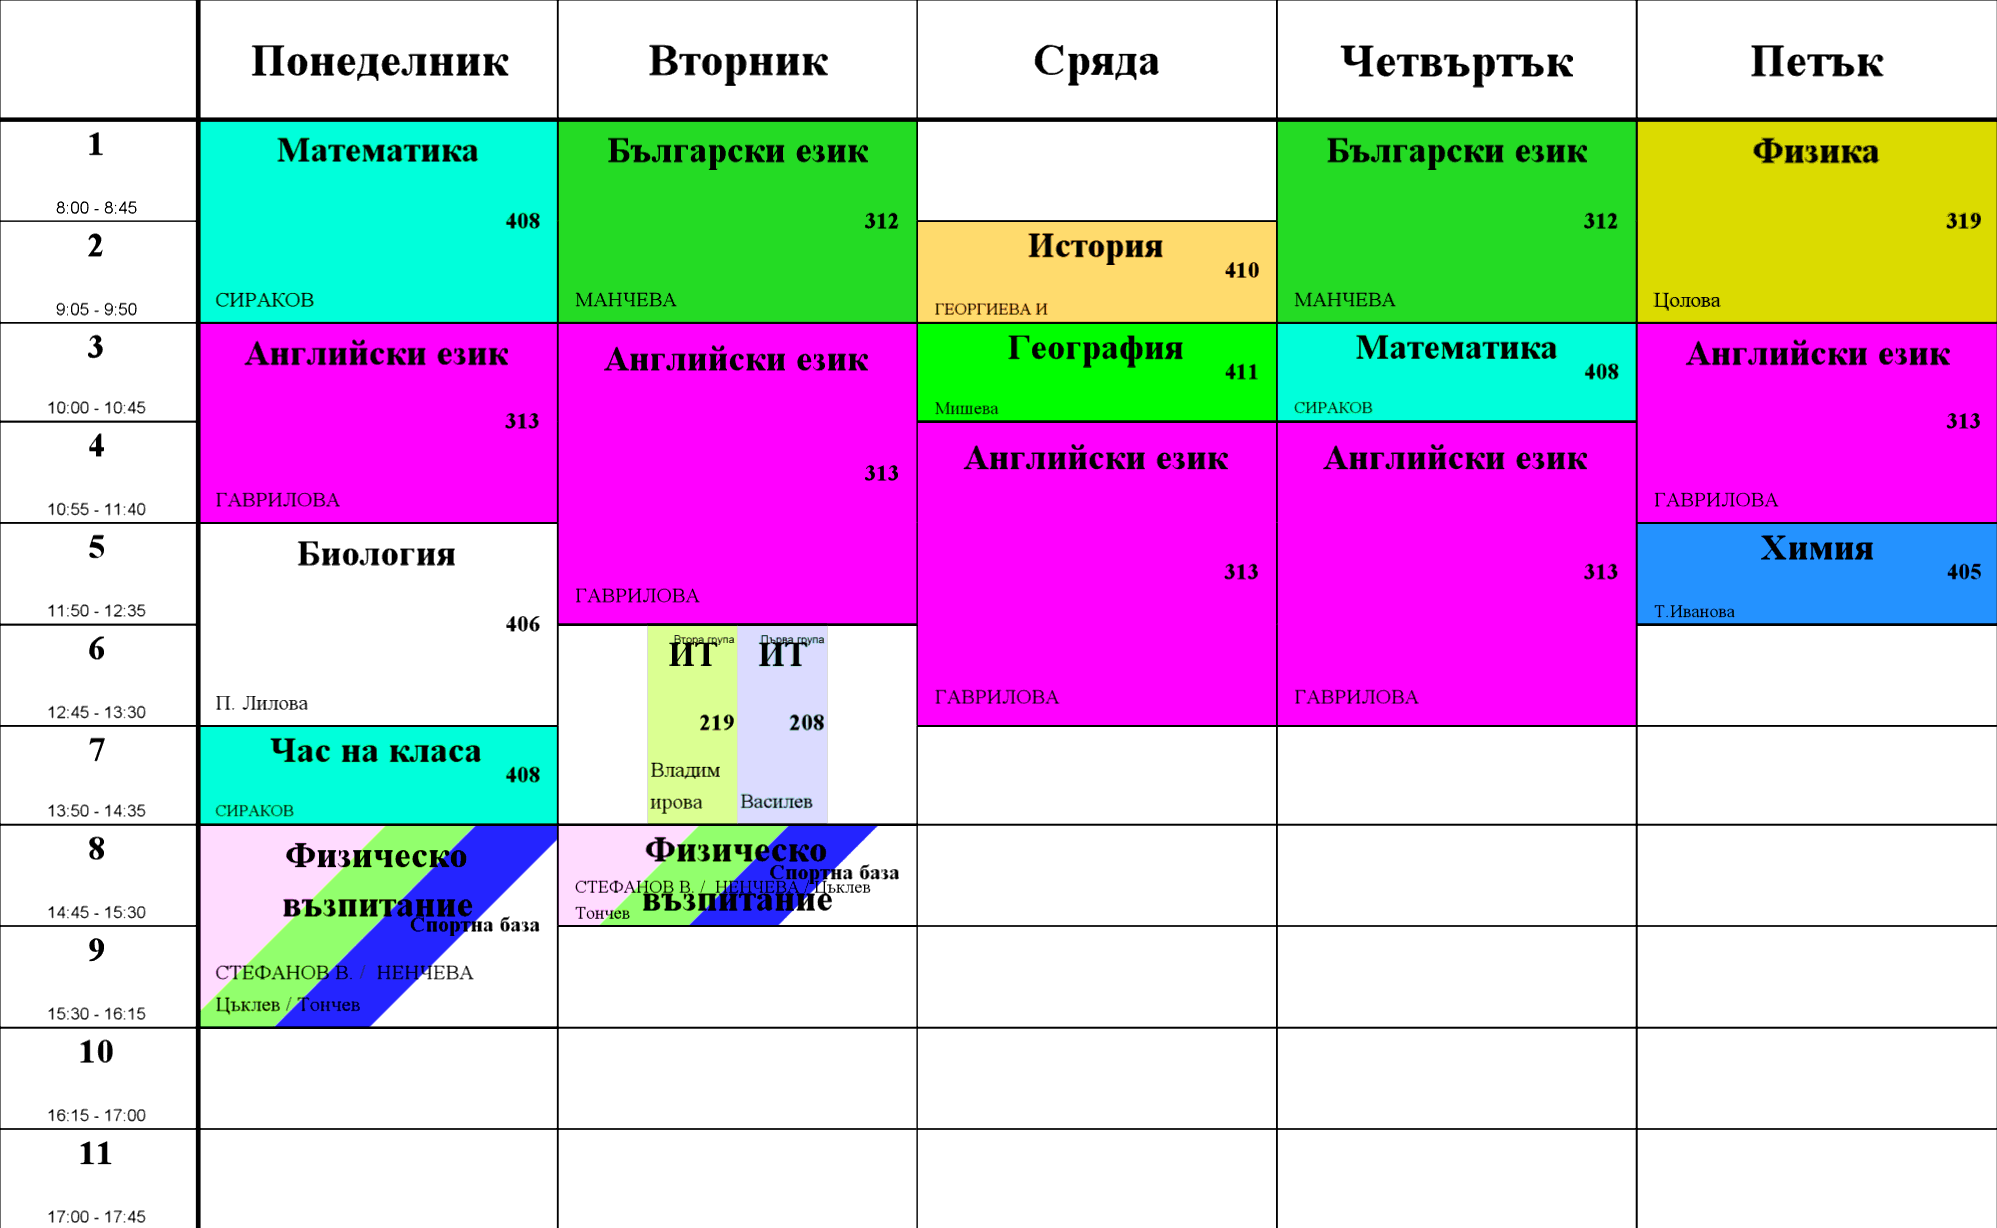 Понеделник
Вторник
Сряда
Четвъртък
Петък
1
8:00 - 8:45
2
9:05 - 9:50
3
10:00 - 10:45
4
10:55 - 11:40
5
11:50 - 12:35
6
12:45 - 13:30
7
13:50 - 14:35
8
14:45 - 15:30
9
15:30 - 16:15
10
16:15 - 17:00
11
17:00 - 17:45
Математика
408
СИРАКОВ
Английски език
313
ГАВРИЛОВА
Биология
406
П. Лилова
Час на класа
408
СИРАКОВ
Физическо
възпитание
Спортна база
СТЕФАНОВ В. / НЕНЧЕВА
Цъклев / Тончев
Български език
312
МАНЧЕВА
Английски език
313
ГАВРИЛОВА
Втора група
ИТ
219
Владим
ирова
Първа група
ИТ
208
Василев
Физическо
възпитание
Спортна база
СТЕФАНОВ В. / НЕНЧЕВА / Цъклев
Тончев
История
410
ГЕОРГИЕВА И
География
411
Мишева
Английски език
313
ГАВРИЛОВА
Български език
312
МАНЧЕВА
Математика
408
СИРАКОВ
Английски език
313
ГАВРИЛОВА
Физика
319
Цолова
Английски език
313
ГАВРИЛОВА
Химия
405
Т.Иванова